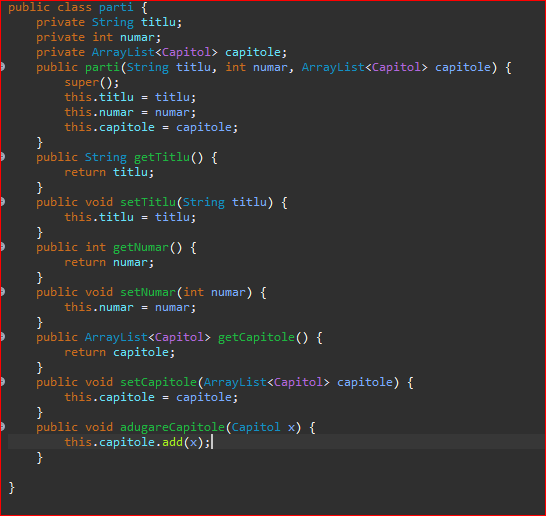 public class parti {
    private String titlu;
    private int numar;
    private ArrayList<Capitol> capitole;
    public parti(String titlu, int numar, ArrayList<Capitol> capitole) {
        super();
        this.titlu = titlu;
        this.numar = numar;
        this.capitole = capitole;
    }
    public String getTitlu() {
        return titlu;
    }
    public void setTitlu(String titlu) {
        this.titlu = titlu;
    }
    public int getNumar() {
        return numar;
    }
    public void setNumar(int numar) {
        this.numar = numar;
    }
    public ArrayList<Capitol> getCapitole() {
        return capitole;
    }
    public void setCapitole(ArrayList<Capitol> capitole) {
        this.capitole = capitole;
    }
    public void adugareCapitole(Capitol x) {
        this.capitole.add(x);
    }
}